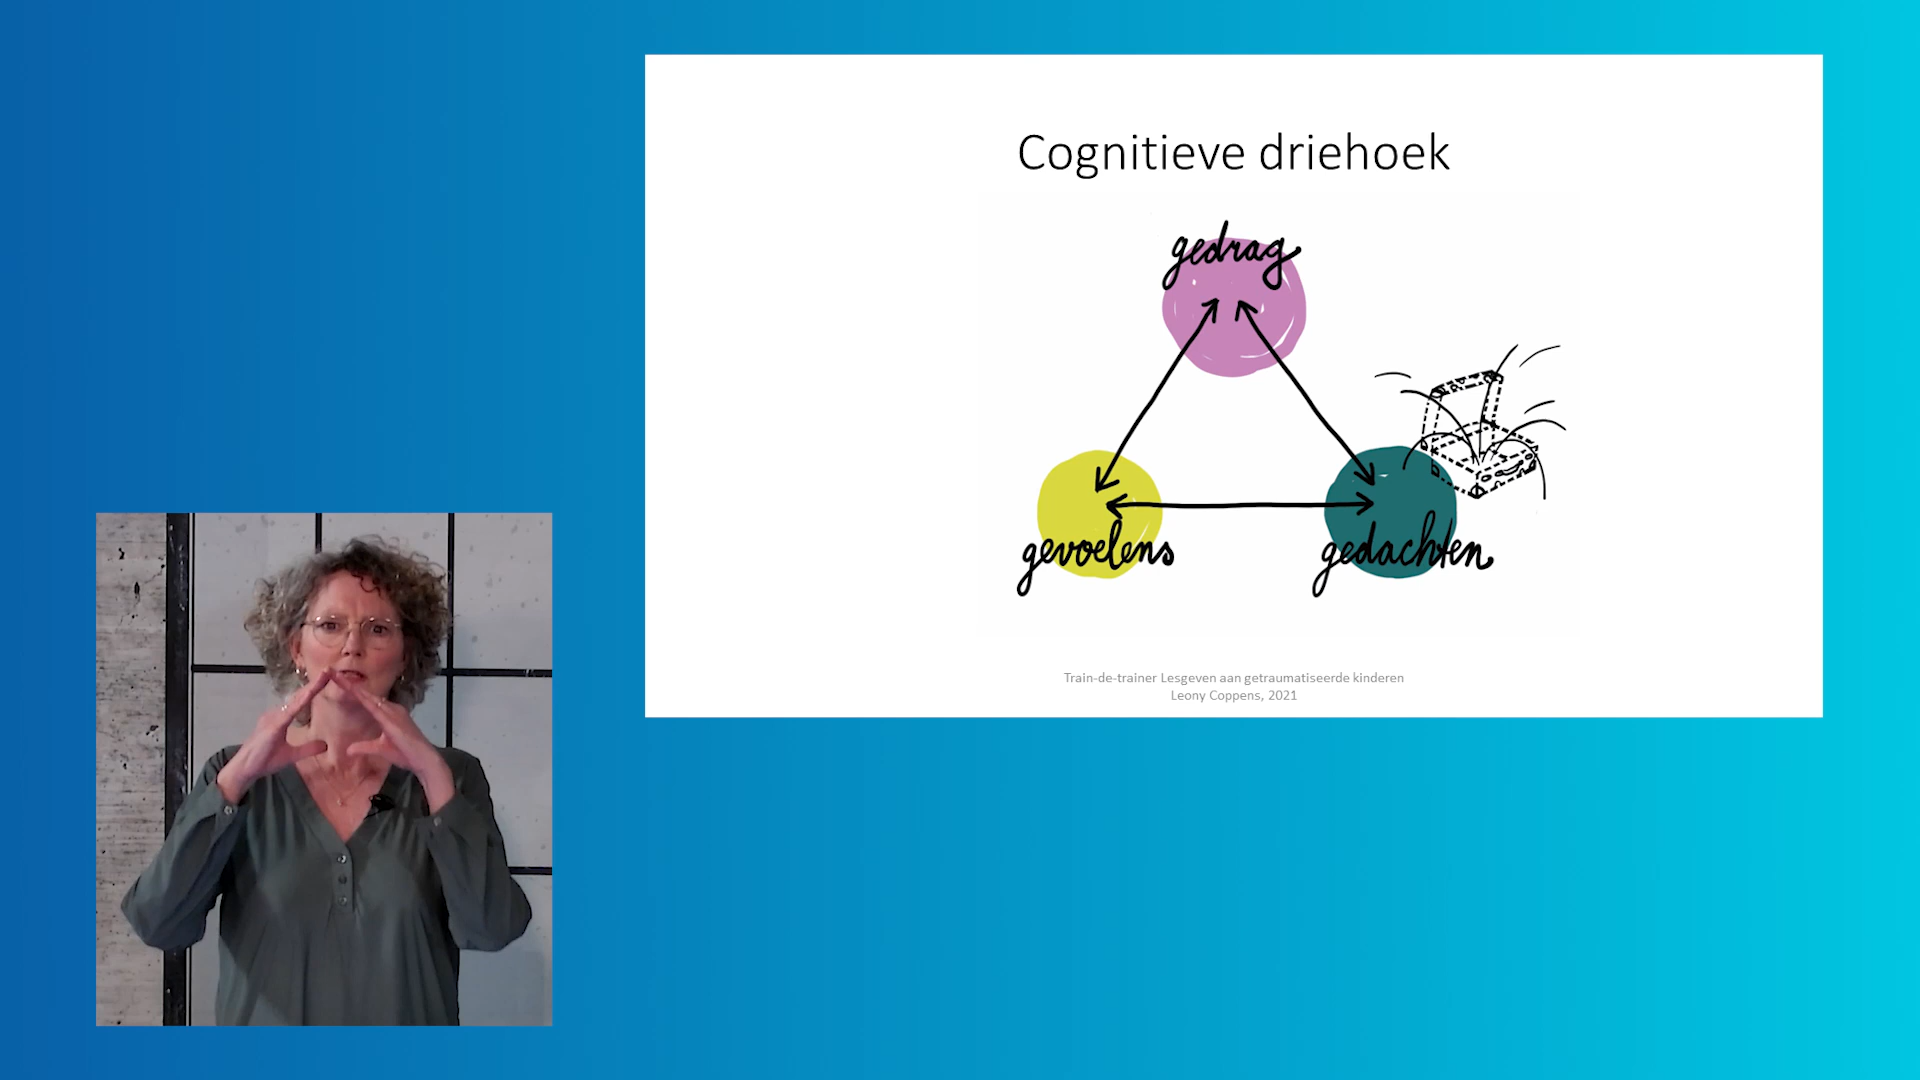 Cognitieve driehoek
gedrag
gevoelens
gedachten
Train-de-trainer Lesgeven aan getraumatiseerde kinderen
Leony Coppens, 2021